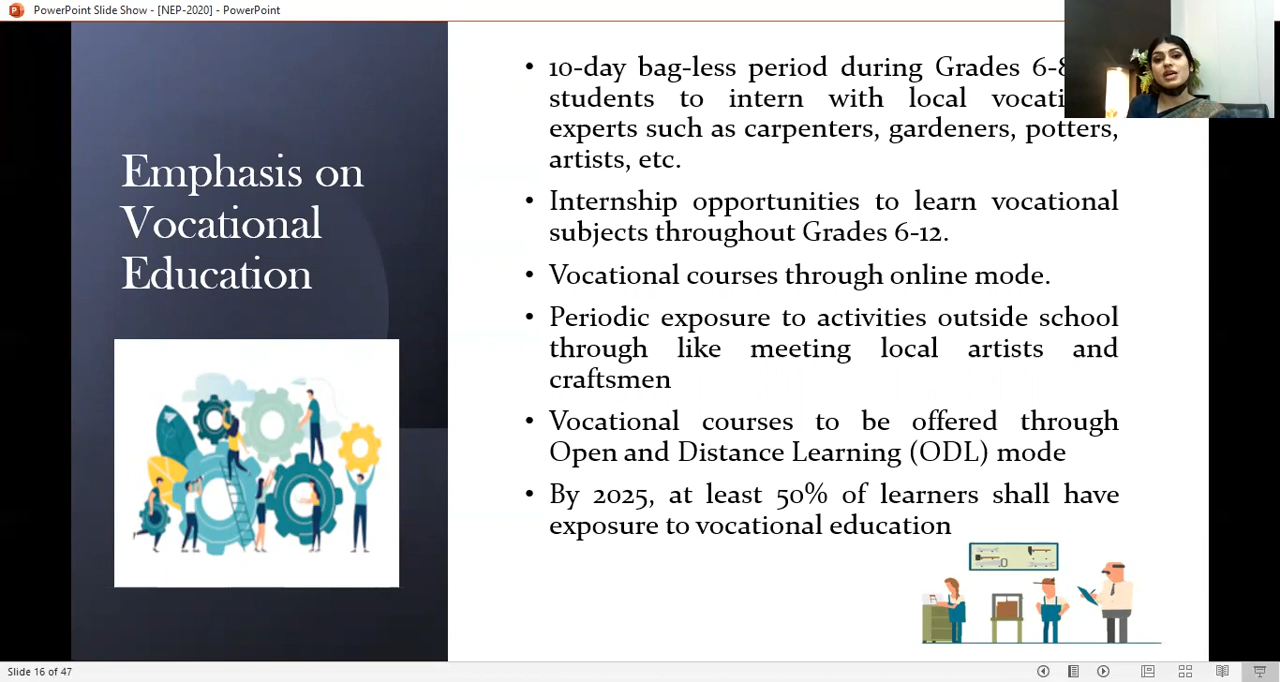 PowerPoint Slide Show - [NEP-2020] - PowerPoint
Emphasis on
Vocational
Education
• 10-day bag-less period during Grades 6-8
students to intern with local
experts such as carpenters, gardeners, potters,
artists, etc.
• Internship opportunities to learn vocational
subjects throughout Grades 6-12.
• Vocational courses through online mode.
• Periodic exposure to activities outside school
through like meeting local artists and
craftsmen
• Vocational courses to be offered through
Open and Distance Learning (ODL) mode
• By 2025, at least 50% of learners shall have
exposure to vocational education
Slide 16 of 47